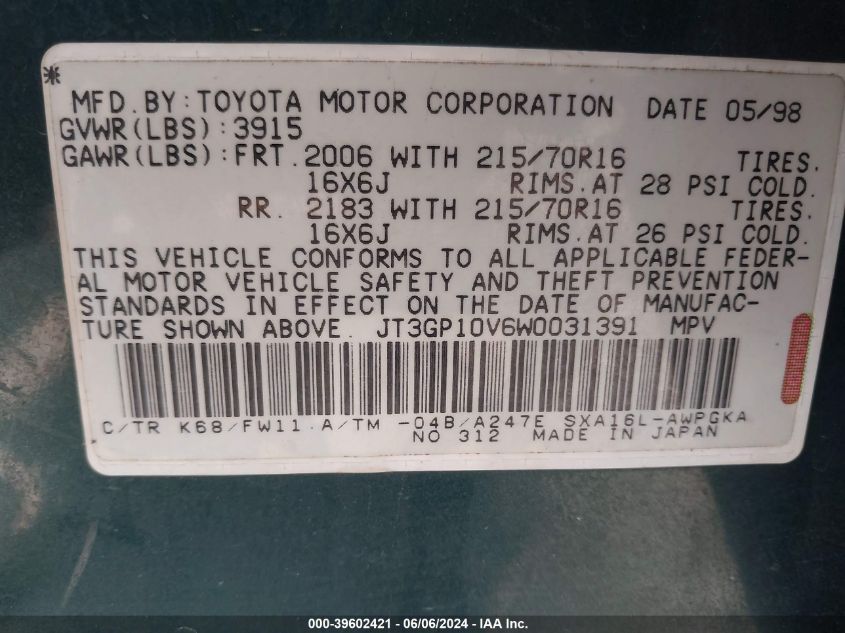 MFD.BY:TOYOTA MOTOR CORPORATION DATE 05/98
GVWR(LBS):3915
GAWR(LBS):FRT.2006 WITH 215/70R16 TIRES.
16X6J RIMS.AT 28 PSI COLD.
RR. 2183 WITH 215/70R16 TIRES.
16X6J RIMS.AT 26 PSI COLD.
THIS VEHICLE CONFORMS TO ALL APPLICABLE FEDER-
AL MOTOR VEHICLE SAFETY AND THEFT PREVENTION
STANDARDS IN EFFECT ON THE DATE OF MANUFAC-
TURE SHOWN ABOVE. JT3GP10V6W0031391 MPV
C/TR K68/FW11.A/TM -04B/A247E SXA16L-AWPGKA
NO 312 MADE IN JAPAN
000-39602421 - 06/06/2024 - IAA Inc.